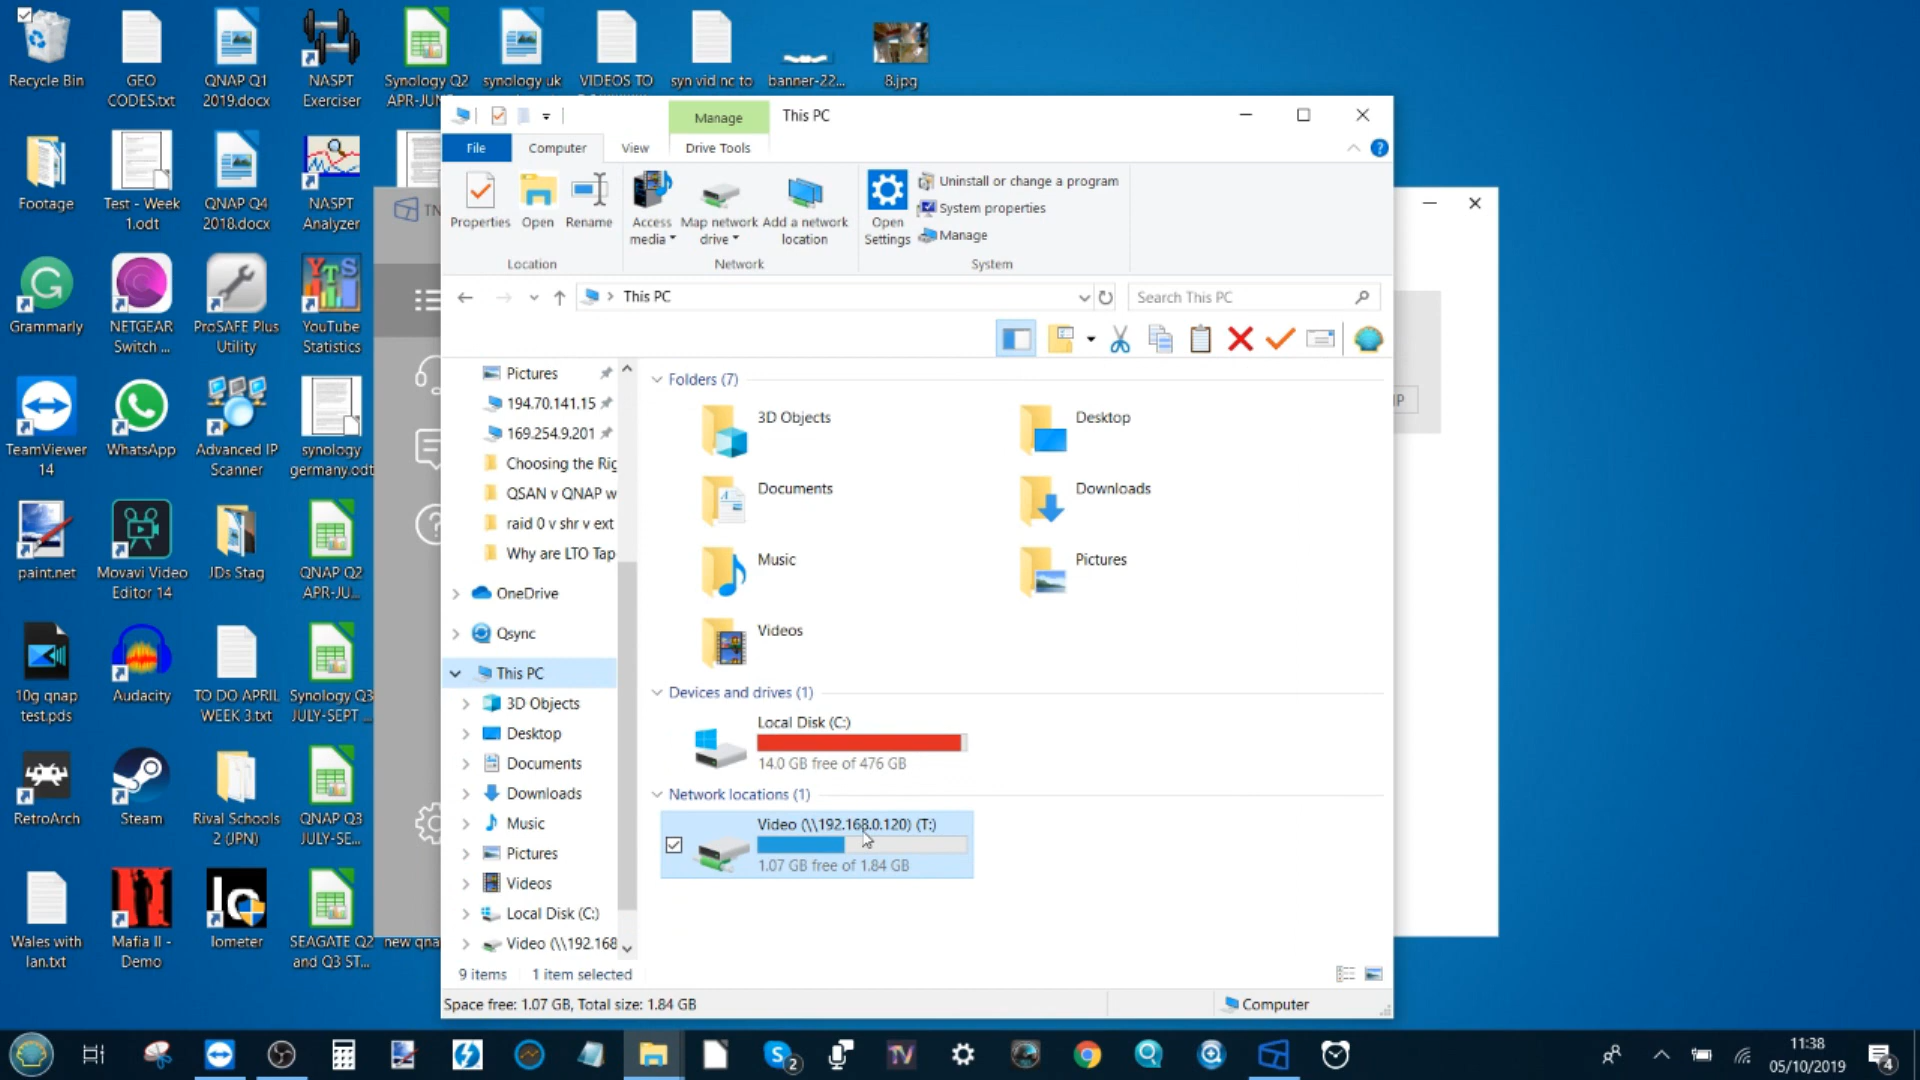 Recycle Bin
GEO
CODES.txt
QNAP Q1
2019.docx
NASPT
Exerciser
Synology Q2
APR-JUN
synology uk
VIDEOS TO
syn vid nc to
banner-22...
8.jpg
Footage
Test - Week
1.odt
QNAP Q4
2018.docx
NASPT
Analyzer
Grammarly
NETGEAR
Switch ...
ProSAFE Plus
Utility
YouTube
Statistics
TeamViewer
14
WhatsApp
Advanced IP
Scanner
synology
germany.odt
paint.net
Movavi Video
Editor 14
JDs Stag
QNAP Q2
APR-JU...
10g qnap
test.pds
Audacity
TO DO APRIL
WEEK 3.txt
Synology Q3
JULY-SEPT ...
RetroArch
Steam
Rival Schools
2 (JPN)
QNAP Q3
JULY-SE...
Wales with
Ian.txt
Mafia II -
Demo
Iometer
SEAGATE Q2
and Q3 ST...
new qna
TN
IP
Manage
This PC
File
Computer
View
Drive Tools
Properties
Open
Rename
Access
media
Map network
drive
Add a network
location
Open
Settings
Uninstall or change a program
System properties
Manage
Location
Network
System
This PC
Search This PC
Pictures
194.70.141.15
169.254.9.201
Choosing the Rig
QSAN v QNAP w
raid 0 v shr v ext
Why are LTO Tap
OneDrive
Qsync
This PC
3D Objects
Desktop
Documents
Downloads
Music
Pictures
Videos
Local Disk (C:)
Video (\\192.168
Folders (7)
3D Objects
Desktop
Documents
Downloads
Music
Pictures
Videos
Devices and drives (1)
Local Disk (C:)
14.0 GB free of 476 GB
Network locations (1)
Video (\\192.168.0.120) (T:)
1.07 GB free of 1.84 GB
9 items
1 item selected
Space free: 1.07 GB, Total size: 1.84 GB
Computer
2
TV
11:38
05/10/2019
4